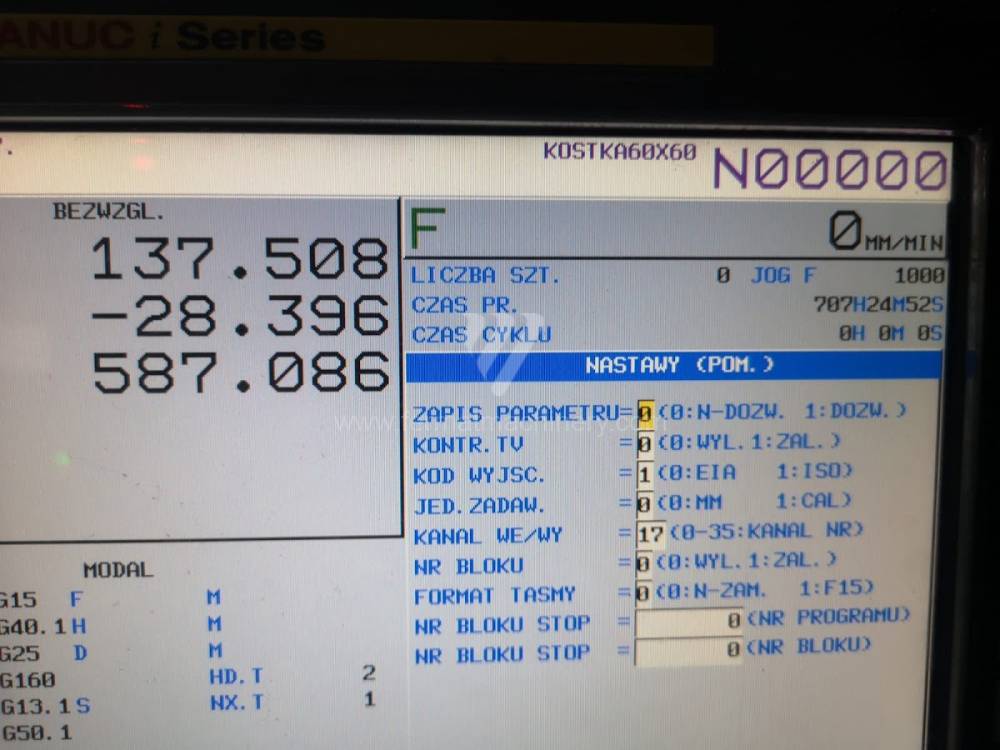 FANUC i Series
KOSTKA60X60 N00000
BEZWZGL.
137.508
-28.396
587.086
F 0 MM/MIN
LICZBA SZT. 0 JOG F 1000
CZAS PR. 707H24M52S
CZAS CYKLU 0H 0M 0S
NASTAWY (POM.)
ZAPIS PARAMETRU=0(0:N-DOZW. 1:DOZW.)
KONTR.TV =0(0:WYL.1:ZAL.)
KOD WYJSC. =1(0:EIA 1:ISO)
JED.ZADAW. =0(0:MM 1:CAL)
KANAL WE/WY =17(0-35:KANAL NR)
NR BLOKU =0(0:WYL.1:ZAL.)
FORMAT TASMY =0(0:N-ZAM. 1:F15)
NR BLOKU STOP = 0(NR PROGRAMU)
NR BLOKU STOP = 0(NR BLOKU)
MODAL
G15 F M
G40.1 H M
G25 D M
G160 HD.T 2
G13.1 S NX.T 1
G50.1